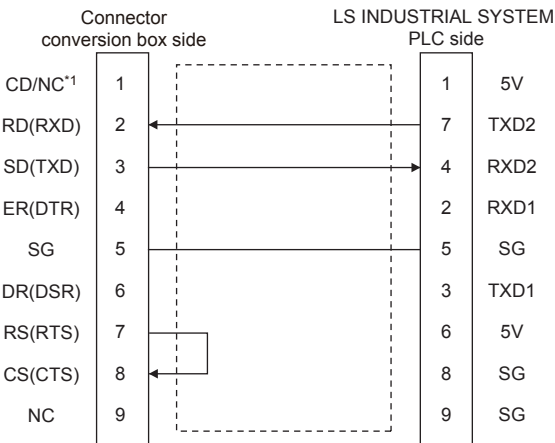 Connector
conversion box side
LS INDUSTRIAL SYSTEM
PLC side
CD/NC*1 1 1 5V
RD(RXD) 2 7 TXD2
SD(TXD) 3 4 RXD2
ER(DTR) 4 2 RXD1
SG 5 5 SG
DR(DSR) 6 3 TXD1
RS(RTS) 7 6 5V
CS(CTS) 8 8 SG
NC 9 9 SG